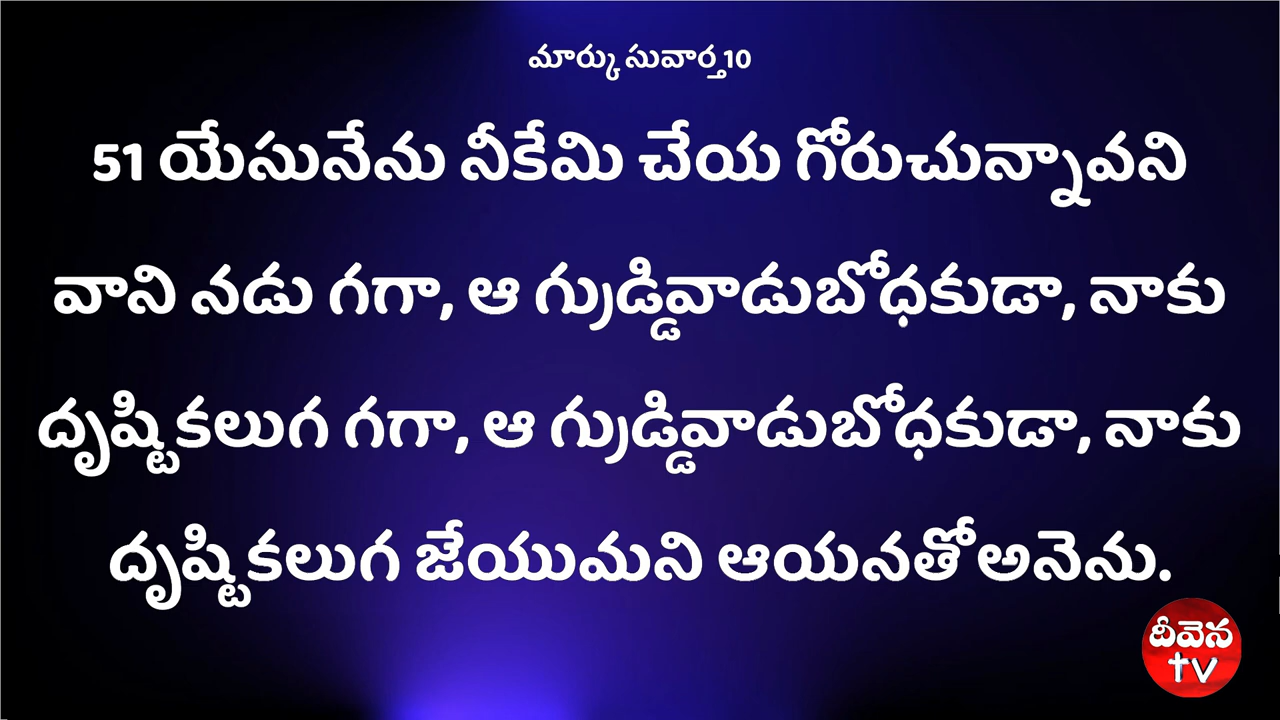 మార్కు సువార్త10
51 యేసునేను నీకేమి చేయ గోరుచున్నావని
వాని నడు గగా, ఆ గ్రుడ్డివాడుబోధకుడా, నాకు
దృష్టికలుగ గగా, ఆ గ్రుడ్డివాడుబోధకుడా, నాకు
దృష్టికలుగ జేయుమని ఆయనతో అనెను.
దీవెన
tv